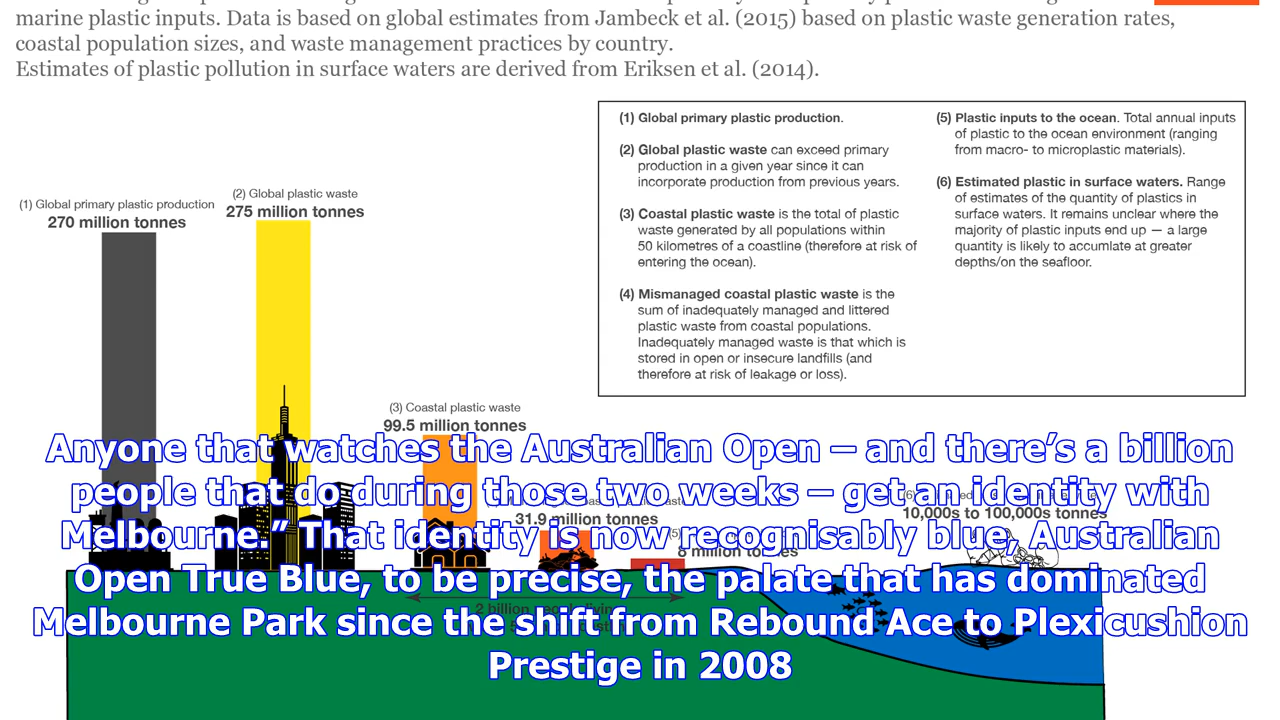 marine plastic inputs. Data is based on global estimates from Jambeck et al. (2015) based on plastic waste generation rates,
coastal population sizes, and waste management practices by country.
Estimates of plastic pollution in surface waters are derived from Eriksen et al. (2014).
(1) Global primary plastic production.
(2) Global plastic waste can exceed primary
production in a given year since it can
incorporate production from previous years.
(3) Coastal plastic waste is the total of plastic
waste generated by all populations within
50 kilometres of a coastline (therefore at risk of
entering the ocean).
(4) Mismanaged coastal plastic waste is the
sum of inadequately managed and littered
plastic waste from coastal populations.
Inadequately managed waste is that which is
stored in open or insecure landfills (and
therefore at risk of leakage or loss).
(5) Plastic inputs to the ocean. Total annual inputs
of plastic to the ocean environment (ranging
from macro- to microplastic materials).
(6) Estimated plastic in surface waters. Range
of estimates of the quantity of plastics in
surface waters. It remains unclear where the
majority of plastic inputs end up — a large
quantity is likely to accumlate at greater
depths/on the seafloor.
(1) Global primary plastic production
270 million tonnes
(2) Global plastic waste
275 million tonnes
(3) Coastal plastic waste
99.5 million tonnes
31.9 million tonnes
(5)
8 million tonnes
10,000s to 100,000s tonnes
2 billion people living
Anyone that watches the Australian Open — and there's a billion
people that do during those two weeks — get an identity with
Melbourne.” That identity is now recognisably blue, Australian
Open True Blue, to be precise, the palate that has dominated
Melbourne Park since the shift from Rebound Ace to Plexicushion
Prestige in 2008